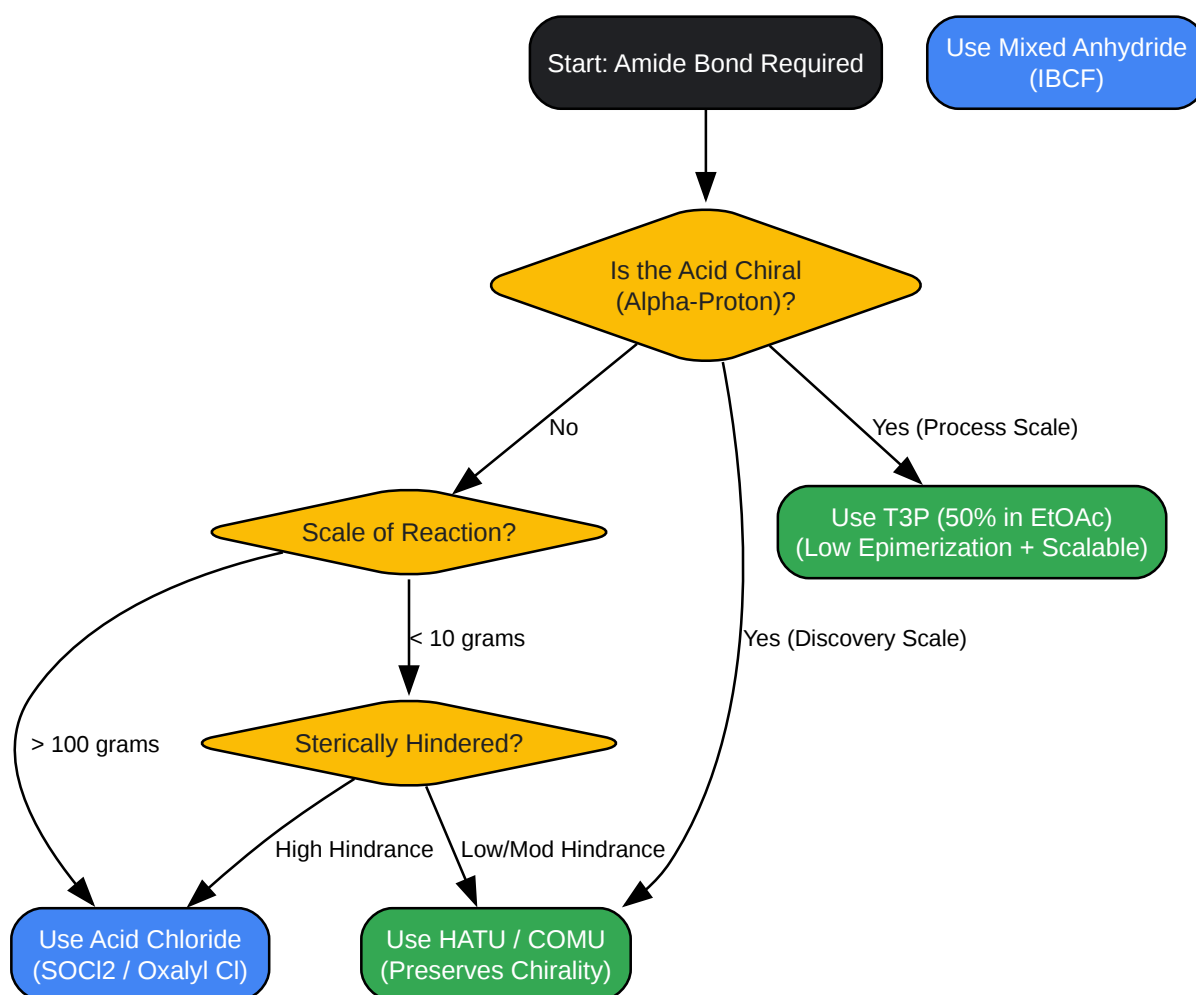 Start: Amide Bond Required
Use Mixed Anhydride
(IBCF)
Is the Acid Chiral
(Alpha-Proton)?
No
Yes (Process Scale)
Scale of Reaction?
Use T3P (50% in EtOAc)
(Low Epimerization + Scalable)
< 10 grams
Yes (Discovery Scale)
> 100 grams
Sterically Hindered?
High Hindrance
Low/Mod Hindrance
Use Acid Chloride
(SOCl2 / Oxalyl Cl)
Use HATU / COMU
(Preserves Chirality)